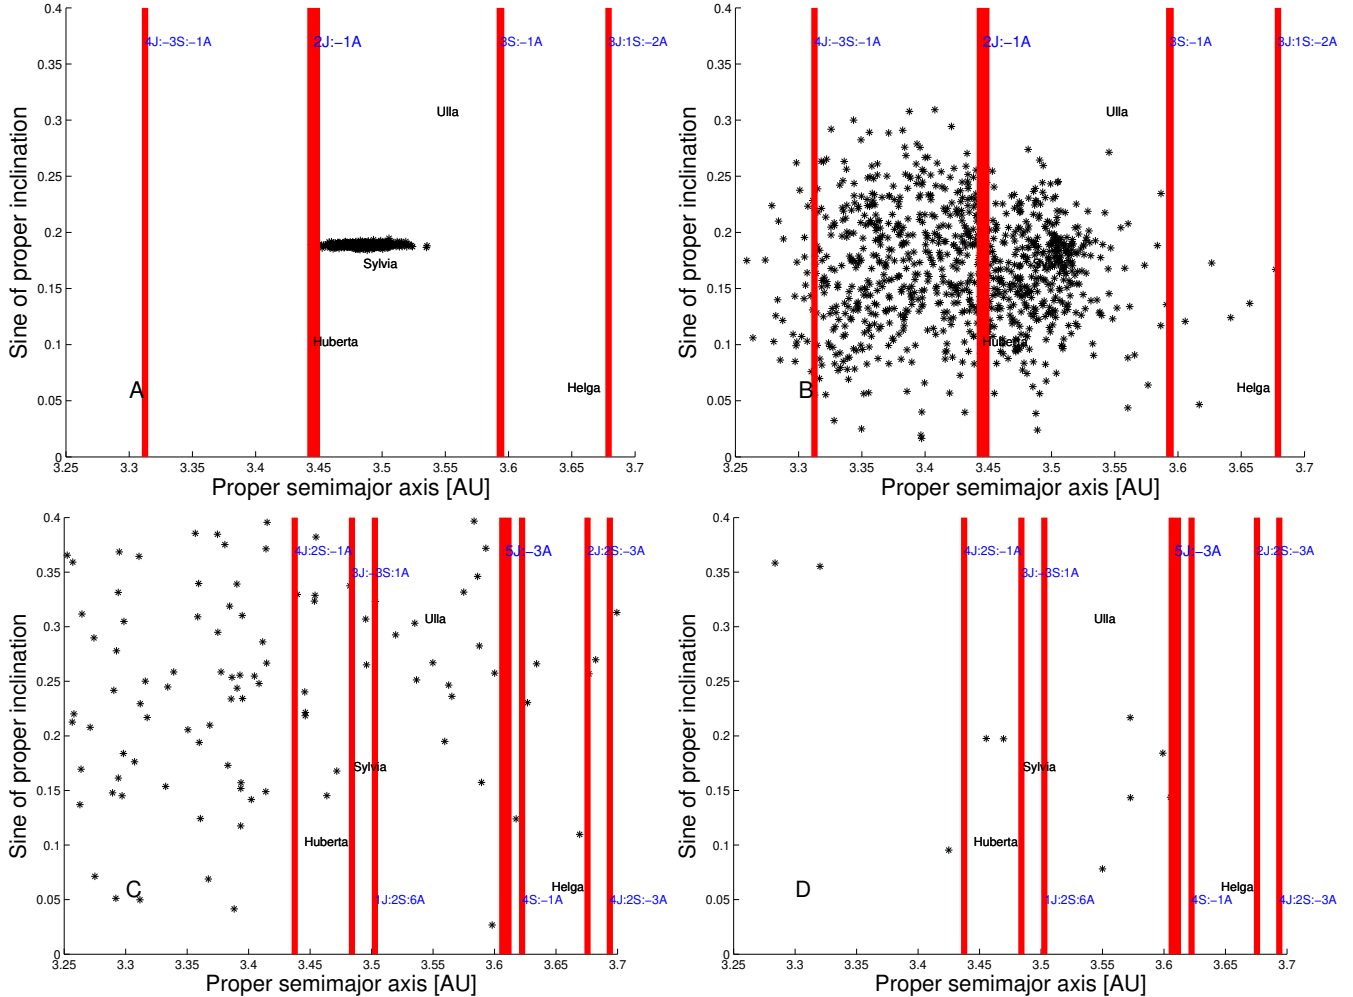 Sine of proper inclination
0.4
0.35
0.3
0.25
0.2
0.15
0.1
0.05
0
4J:−3S:−1A
2J:−1A
3S:−1A
3J:1S:−2A
Ulla
Sylvia
Huberta
Helga
A
3.25
3.3
3.35
3.4
3.45
3.5
3.55
3.6
3.65
3.7
Proper semimajor axis [AU]
Sine of proper inclination
0.4
0.35
0.3
0.25
0.2
0.15
0.1
0.05
0
4J:−3S:−1A
2J:−1A
3S:−1A
3J:1S:−2A
Ulla
Huberta
Helga
B
3.25
3.3
3.35
3.4
3.45
3.5
3.55
3.6
3.65
3.7
Proper semimajor axis [AU]
Sine of proper inclination
0.4
0.35
0.3
0.25
0.2
0.15
0.1
0.05
0
4J:2S:−1A
5J:−3A
2J:2S:−3A
3J:−3S:1A
Ulla
Sylvia
Huberta
Helga
C
1J:2S:6A
4S:−1A
4J:2S:−3A
3.25
3.3
3.35
3.4
3.45
3.5
3.55
3.6
3.65
3.7
Proper semimajor axis [AU]
Sine of proper inclination
0.4
0.35
0.3
0.25
0.2
0.15
0.1
0.05
0
4J:2S:−1A
5J:−3A
2J:2S:−3A
3J:−3S:1A
Ulla
Sylvia
Huberta
Helga
D
1J:2S:6A
4S:−1A
4J:2S:−3A
3.25
3.3
3.35
3.4
3.45
3.5
3.55
3.6
3.65
3.7
Proper semimajor axis [AU]